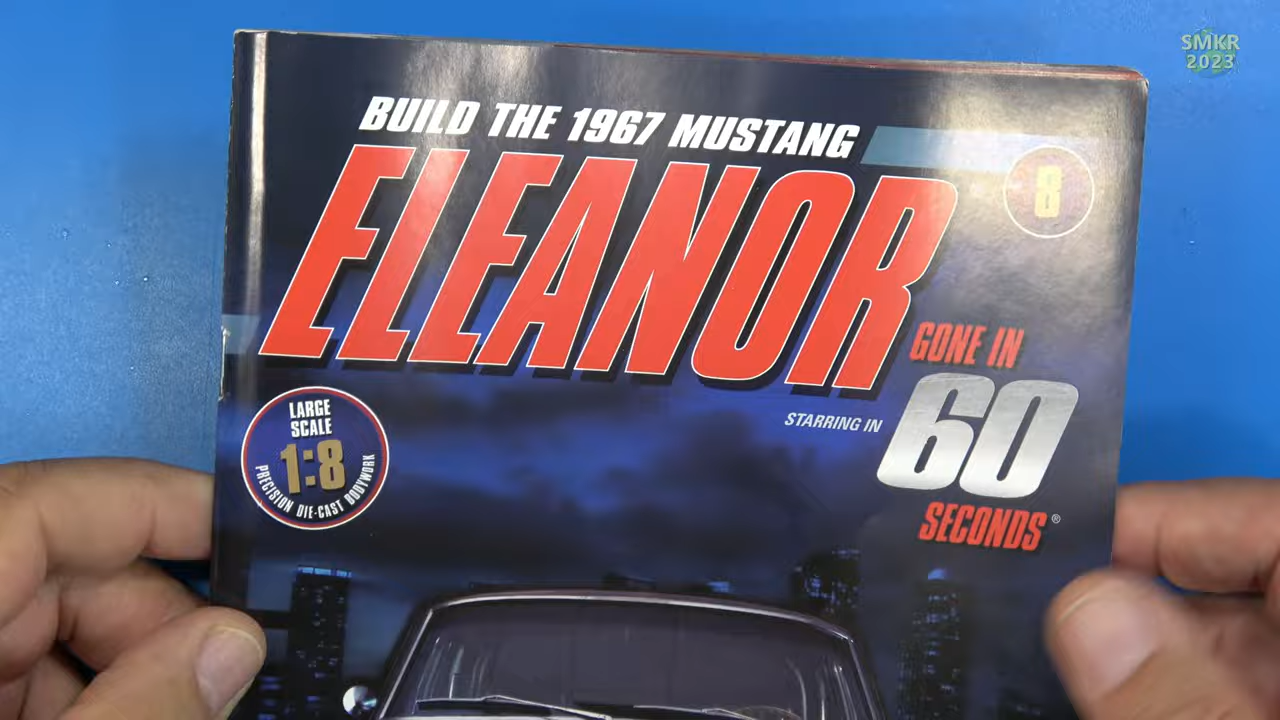 SMKR
2023
BUILD THE 1967 MUSTANG
ELEANOR
8
GONE IN
STARRING IN
60
SECONDS®
LARGE
SCALE
1:8
PRECISION DIE-CAST BODYWORK